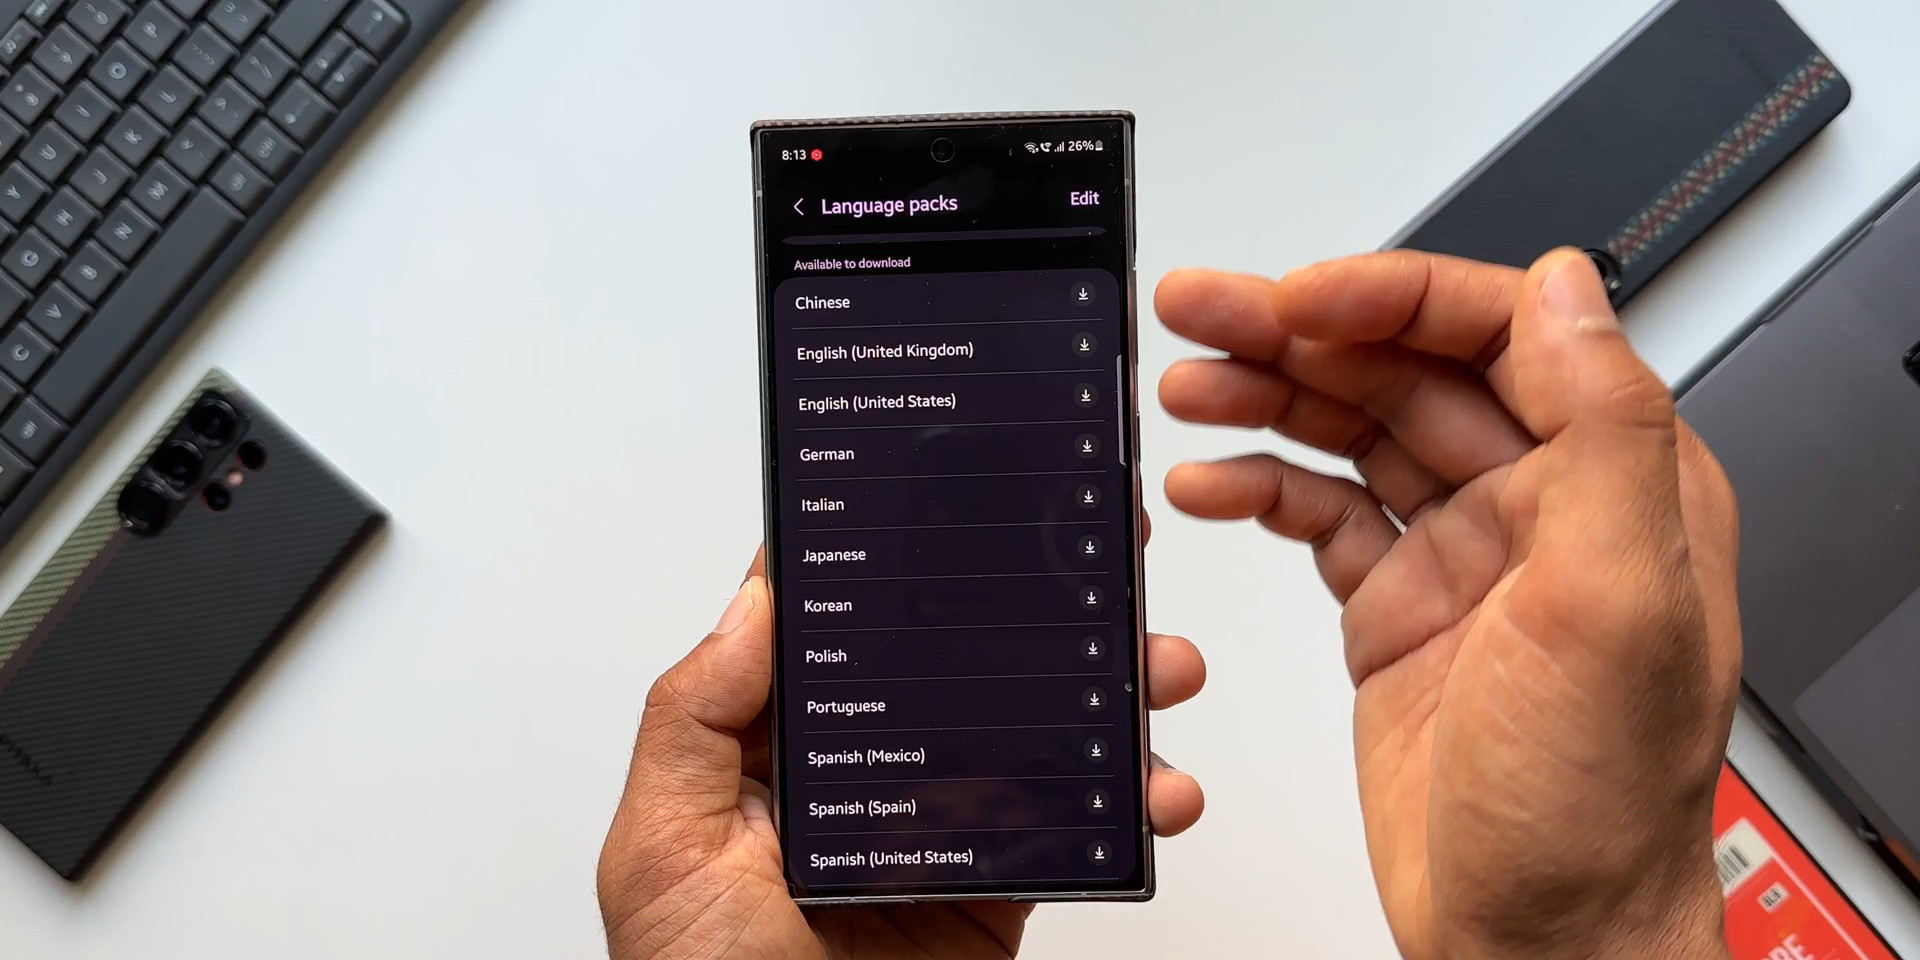 8:13
26%
Language packs
Edit
Available to download
Chinese
English (United Kingdom)
English (United States)
German
Italian
Japanese
Korean
Polish
Portuguese
Spanish (Mexico)
Spanish (Spain)
Spanish (United States)